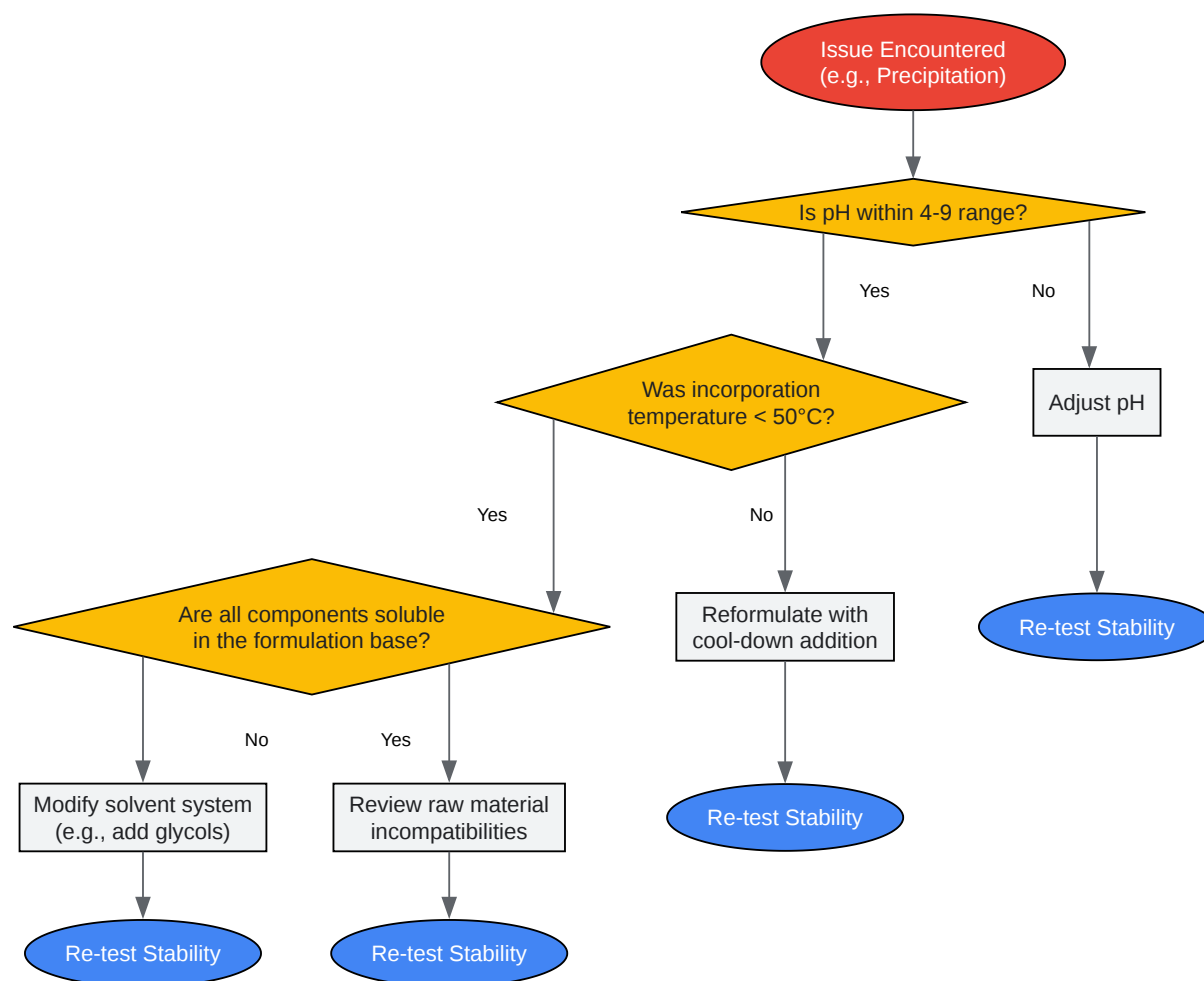 Issue Encountered
(e.g., Precipitation)
Is pH within 4-9 range?
Yes
No
Was incorporation
temperature < 50°C?
Adjust pH
Yes
No
Are all components soluble
in the formulation base?
Reformulate with
cool-down addition
Re-test Stability
No
Yes
Modify solvent system
(e.g., add glycols)
Review raw material
incompatibilities
Re-test Stability
Re-test Stability
Re-test Stability